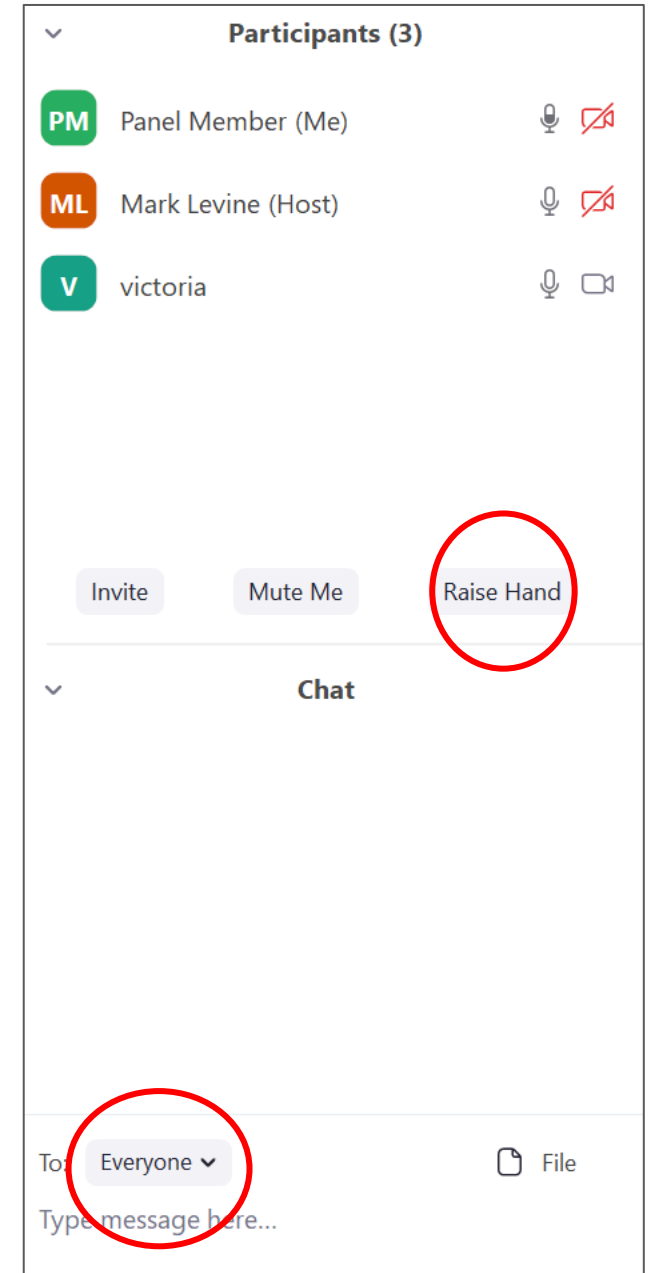 Participants (3)
PM Panel Member (Me)
ML Mark Levine (Host)
V victoria
Invite Mute Me Raise Hand
Chat
To: Everyone File
Type message here...